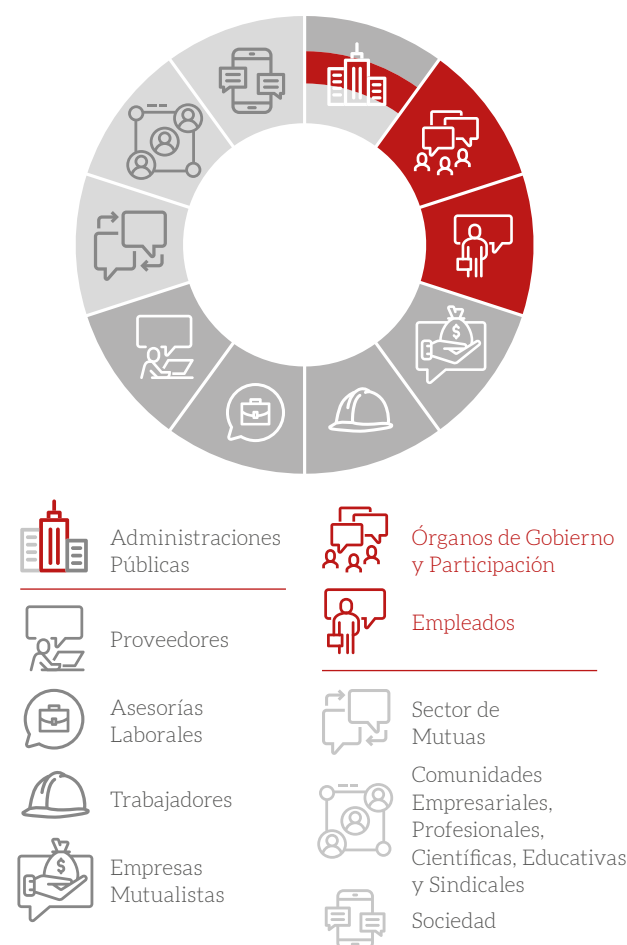 Administraciones
Públicas
Proveedores
Asesorías
Laborales
Trabajadores
Empresas
Mutualistas
Órganos de Gobierno
y Participación
Empleados
Sector de
Mutuas
Comunidades
Empresariales,
Profesionales,
Científicas, Educativas
y Sindicales
Sociedad